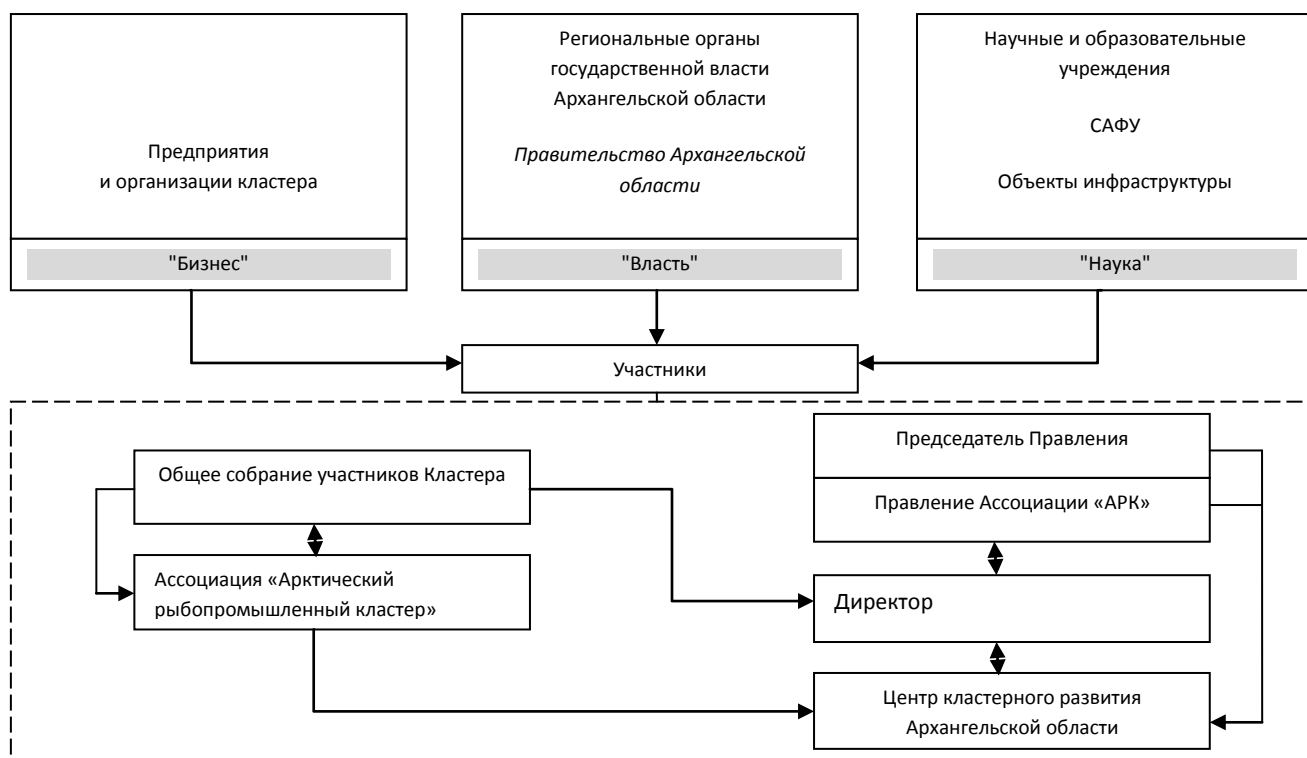 Предприятия
и организации кластера
"Бизнес"
Региональные органы
государственной власти
Архангельской области
Правительство Архангельской
области
"Власть"
Научные и образовательные
учреждения
САФУ
Объекты инфраструктуры
"Наука"
Участники
Общее собрание участников Кластера
Ассоциация «Арктический
рыбопромышленный кластер»
Председатель Правления
Правление Ассоциации «АРК»
Директор
Центр кластерного развития
Архангельской области